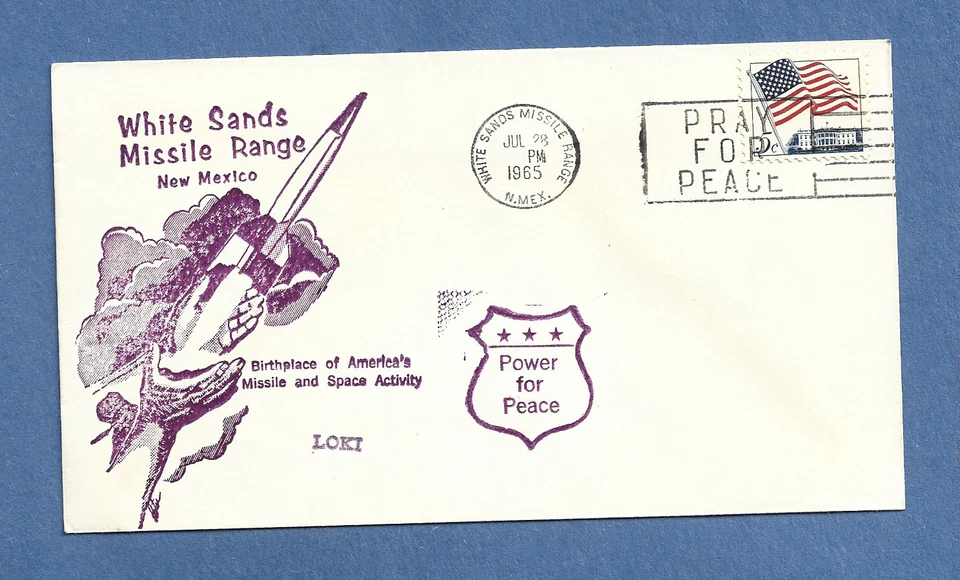 White Sands
Missile Range
New Mexico
Birthplace of America's
Missile and Space Activity
LOKI
WHITE SANDS MISSILE RANGE
JUL 28
PM
1965
N.MEX.
PRAY
FOR
PEACE
Power
for
Peace